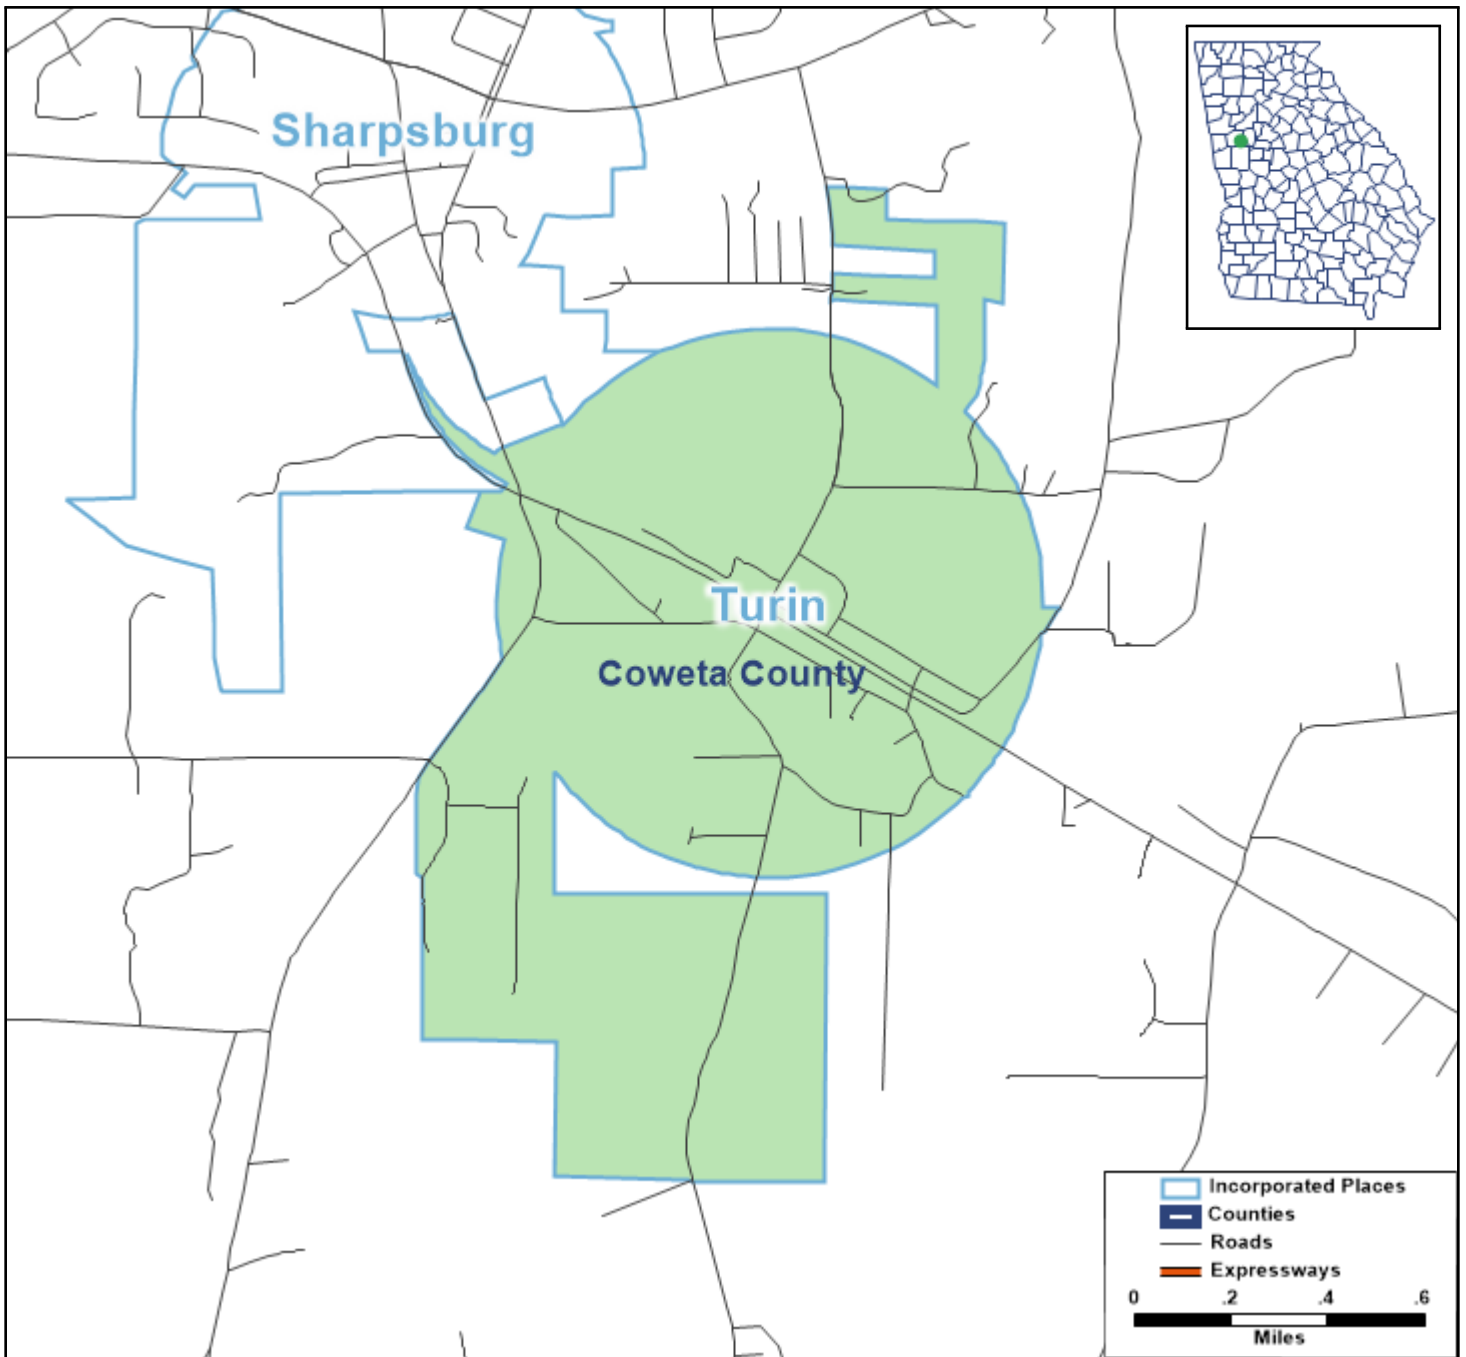 Sharpsburg
Turin
Coweta County
Incorporated Places
Counties
Roads
Expressways
0 .2 .4 .6
Miles